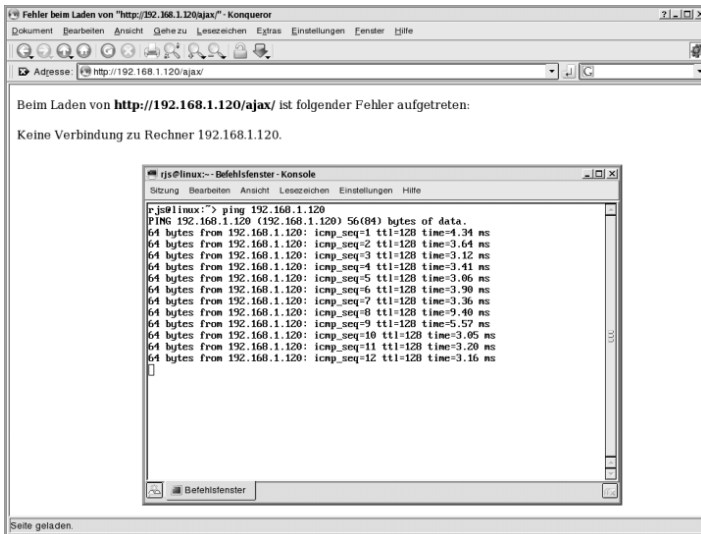 Fehler beim Laden von "http://192.168.1.120/ajax/" - Konqueror
Dokument Bearbeiten Ansicht Gehe zu Lesezeichen Extras Einstellungen Fenster Hilfe
Adresse: http://192.168.1.120/ajax/
Beim Laden von http://192.168.1.120/ajax/ ist folgender Fehler aufgetreten:
Keine Verbindung zu Rechner 192.168.1.120.
rjs@linux:~ - Befehlsfenster - Konsole
Sitzung Bearbeiten Ansicht Lesezeichen Einstellungen Hilfe
rjs@linux:~> ping 192.168.1.120
PING 192.168.1.120 (192.168.1.120) 56(84) bytes of data.
64 bytes from 192.168.1.120: icmp_seq=1 ttl=128 time=4.34 ms
64 bytes from 192.168.1.120: icmp_seq=2 ttl=128 time=3.64 ms
64 bytes from 192.168.1.120: icmp_seq=3 ttl=128 time=3.12 ms
64 bytes from 192.168.1.120: icmp_seq=4 ttl=128 time=3.41 ms
64 bytes from 192.168.1.120: icmp_seq=5 ttl=128 time=3.06 ms
64 bytes from 192.168.1.120: icmp_seq=6 ttl=128 time=3.90 ms
64 bytes from 192.168.1.120: icmp_seq=7 ttl=128 time=3.36 ms
64 bytes from 192.168.1.120: icmp_seq=8 ttl=128 time=9.40 ms
64 bytes from 192.168.1.120: icmp_seq=9 ttl=128 time=5.57 ms
64 bytes from 192.168.1.120: icmp_seq=10 ttl=128 time=3.05 ms
64 bytes from 192.168.1.120: icmp_seq=11 ttl=128 time=3.20 ms
64 bytes from 192.168.1.120: icmp_seq=12 ttl=128 time=3.16 ms
Befehlsfenster
Seite geladen.